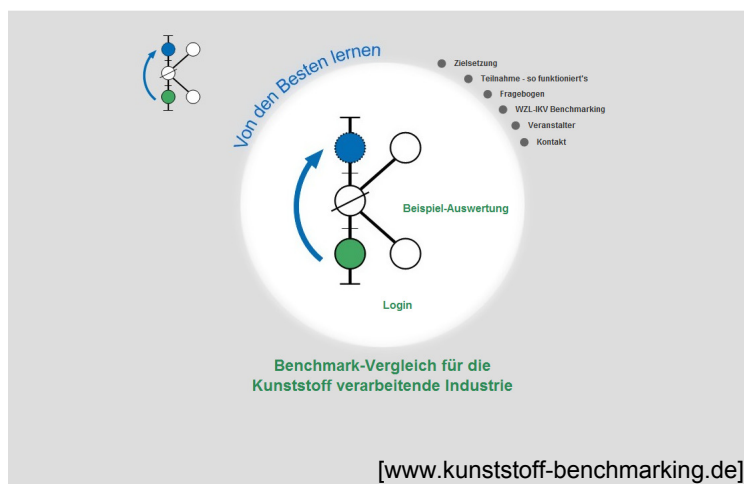 Von den Besten lernen
Zielsetzung
Teilnahme - so funktioniert's
Fragebogen
WZL-IKV Benchmarking
Veranstalter
Kontakt
Beispiel-Auswertung
Login
Benchmark-Vergleich für die
Kunststoff verarbeitende Industrie
[www.kunststoff-benchmarking.de]